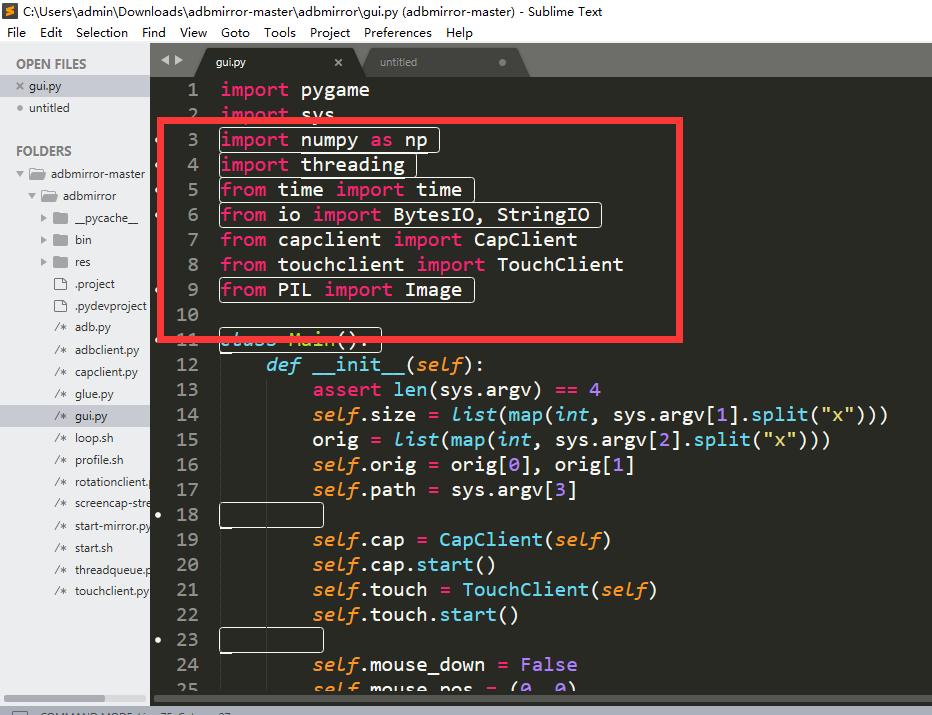 C:\Users\admin\Downloads\adbmirror-master\adbmirror\gui.py (adbmirror-master) - Sublime Text
File Edit Selection Find View Goto Tools Project Preferences Help
OPEN FILES
gui.py
untitled
FOLDERS
adbmirror-master
adbmirror
__pycache__
bin
res
.project
.pydevproject
/* adb.py
/* adbclient.py
/* capclient.py
/* glue.py
/* gui.py
/* loop.sh
/* profile.sh
/* rotationclient.
/* screencap-stre
/* start-mirror.py
/* start.sh
/* threadqueue.p
/* touchclient.py
gui.py untitled
1 import pygame
2 import sys
3 import numpy as np
4 import threading
5 from time import time
6 from io import BytesIO, StringIO
7 from capclient import CapClient
8 from touchclient import TouchClient
9 from PIL import Image
10
11 class Main():
12 def __init__(self):
13 assert len(sys.argv) == 4
14 self.size = list(map(int, sys.argv[1].split("x")))
15 orig = list(map(int, sys.argv[2].split("x")))
16 self.orig = orig[0], orig[1]
17 self.path = sys.argv[3]
18
19 self.cap = CapClient(self)
20 self.cap.start()
21 self.touch = TouchClient(self)
22 self.touch.start()
23
24 self.mouse_down = False
25 self.mouse_pos = (0, 0)